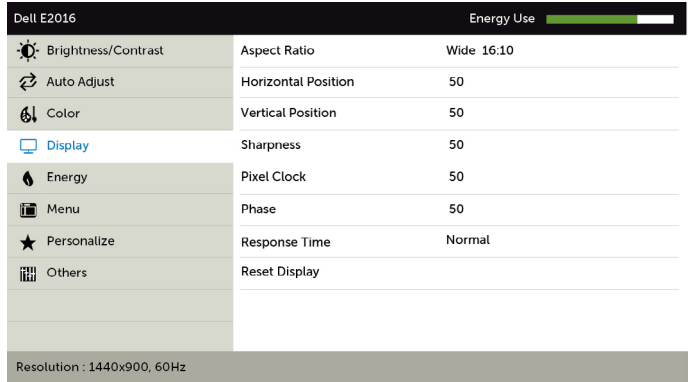 Dell E2016 Energy Use
Brightness/Contrast Aspect Ratio Wide 16:10
Auto Adjust Horizontal Position 50
Color Vertical Position 50
Display Sharpness 50
Energy Pixel Clock 50
Menu Phase 50
Personalize Response Time Normal
Others Reset Display
Resolution : 1440x900, 60Hz